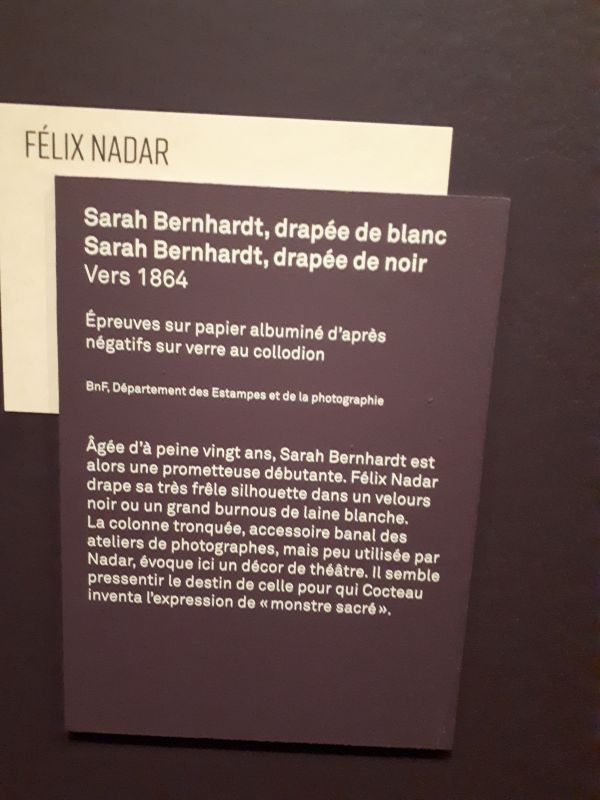 FÉLIX NADAR
Sarah Bernhardt, drapée de blanc
Sarah Bernhardt, drapée de noir
Vers 1864
Épreuves sur papier albuminé d'après
négatifs sur verre au collodion
BnF, Département des Estampes et de la photographie
Âgée d'à peine vingt ans, Sarah Bernhardt est
alors une prometteuse débutante. Félix Nadar
drape sa très frêle silhouette dans un velours
noir ou un grand burnous de laine blanche.
La colonne tronquée, accessoire banal des
ateliers de photographes, mais peu utilisée par
Nadar, évoque ici un décor de théâtre. Il semble
pressentir le destin de celle pour qui Cocteau
inventa l'expression de « monstre sacré ».